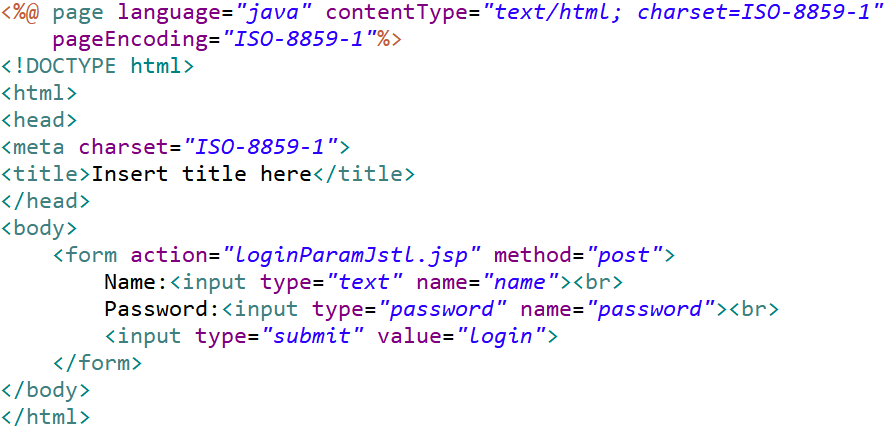 <%@ page language="java" contentType="text/html; charset=ISO-8859-1"
    pageEncoding="ISO-8859-1"%>
<!DOCTYPE html>
<html>
<head>
<meta charset="ISO-8859-1">
<title>Insert title here</title>
</head>
<body>
    <form action="loginParamJstl.jsp" method="post">
        Name:<input type="text" name="name"><br>
        Password:<input type="password" name="password"><br>
        <input type="submit" value="login">
    </form>
</body>
</html>